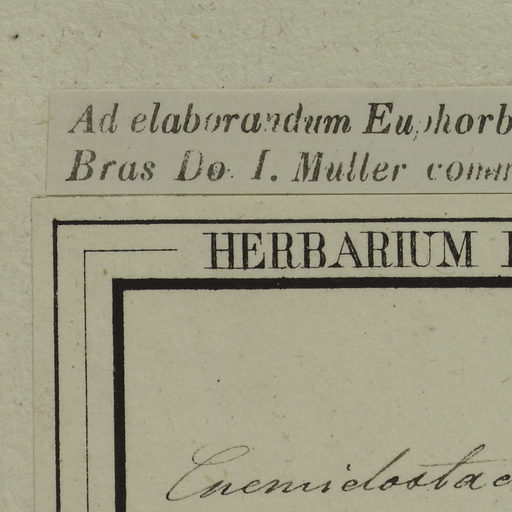 Ad elaborandum Euphorb
Bras Do. I. Muller comm
HERBARIUM
Cnemidostac